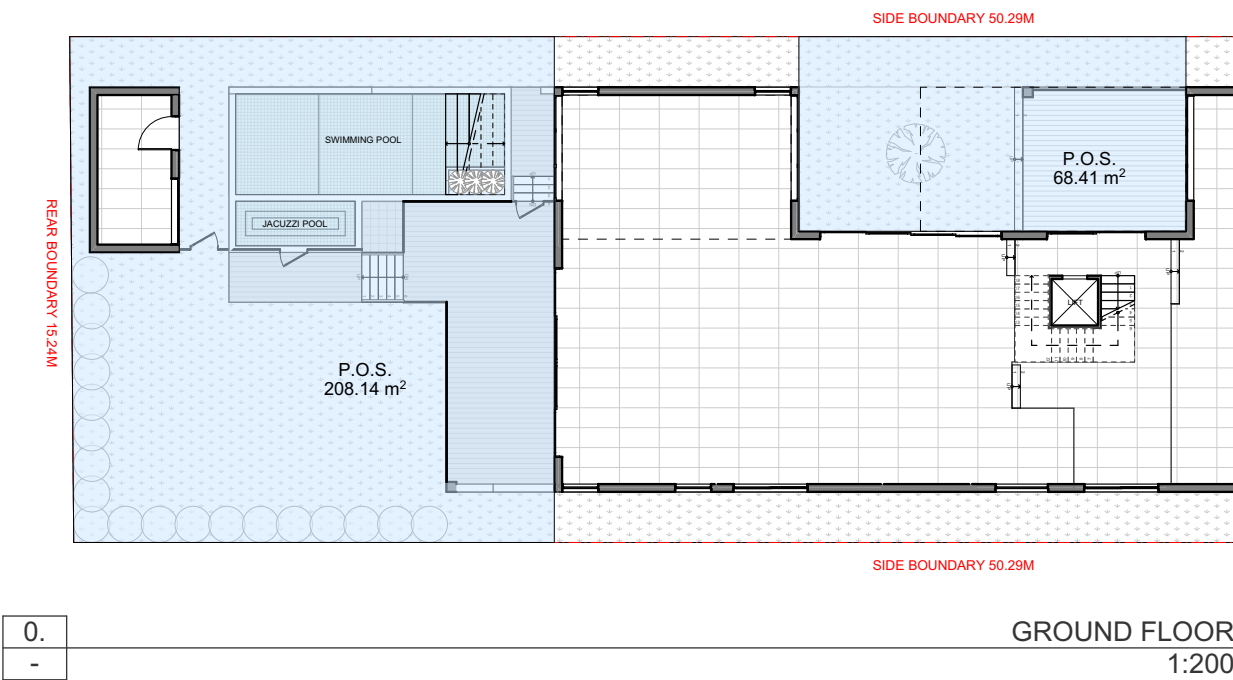 SIDE BOUNDARY 50.29M
SWIMMING POOL
P.O.S.
68.41 m²
JACUZZI POOL
REAR BOUNDARY 15.24M
LIFT
P.O.S.
208.14 m²
SIDE BOUNDARY 50.29M
0.
GROUND FLOOR
-
1:200